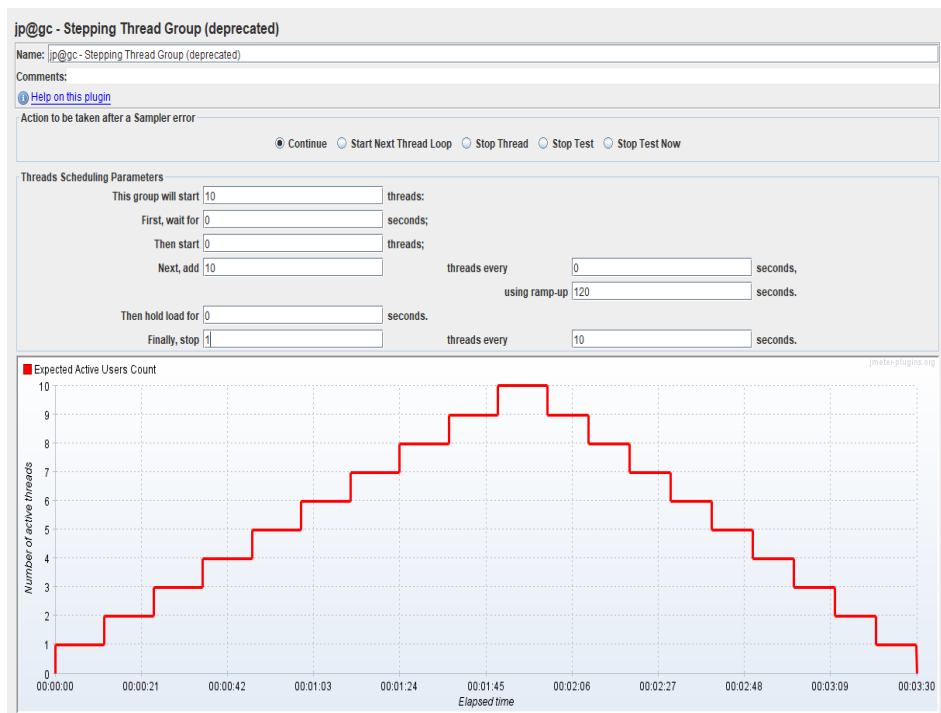 jp@gc - Stepping Thread Group (deprecated)
Name: jp@gc - Stepping Thread Group (deprecated)
Comments:
Help on this plugin
Action to be taken after a Sampler error
Continue Start Next Thread Loop Stop Thread Stop Test Stop Test Now
Threads Scheduling Parameters
This group will start 10 threads:
First, wait for 0 seconds;
Then start 0 threads;
Next, add 10 threads every 0 seconds,
using ramp-up 120 seconds.
Then hold load for 0 seconds.
Finally, stop 1 threads every 10 seconds.
Expected Active Users Count
jmeter-plugins.org
10
9
8
7
6
5
4
3
2
1
0
Number of active threads
00:00:00 00:00:21 00:00:42 00:01:03 00:01:24 00:01:45 00:02:06 00:02:27 00:02:48 00:03:09 00:03:30
Elapsed time